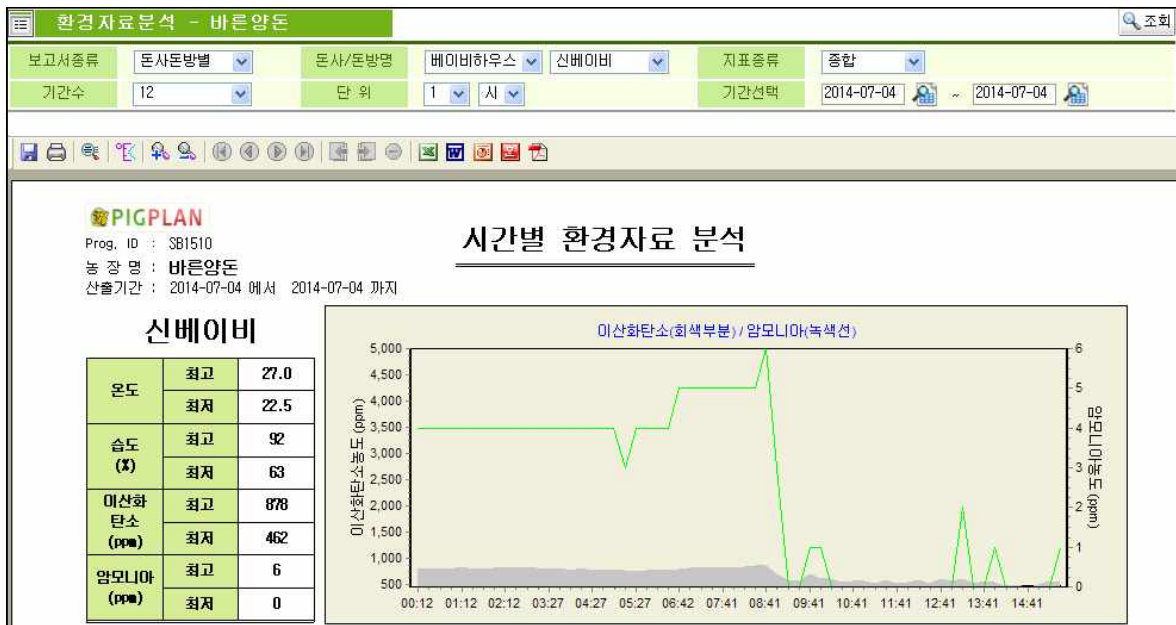 환경자료분석 - 바른양돈
조회
보고서종류 돈사돈방별 돈사/돈방명 베이비하우스 신베이비 지표종류 종합
기간수 12 단 위 1 시 기간선택 2014-07-04 ~ 2014-07-04
PIGPLAN
Prog. ID : SB1510
시간별 환경자료 분석
농 장 명 : 바른양돈
산출기간 : 2014-07-04 에서 2014-07-04 까지
신베이비
온도 최고 27.0
최저 22.5
습도 (%) 최고 92
최저 63
이산화탄소 (ppm) 최고 878
최저 462
암모니아 (ppm) 최고 6
최저 0
이산화탄소(회색부분) / 암모니아(녹색선)
이산화탄소농도 (ppm)
5,000
4,500
4,000
3,500
3,000
2,500
2,000
1,500
1,000
500
6
5
4
3
2
1
0
암모니아농도 (ppm)
00:12 01:12 02:12 03:27 04:27 05:27 06:42 07:41 08:41 09:41 10:41 11:41 12:41 13:41 14:41